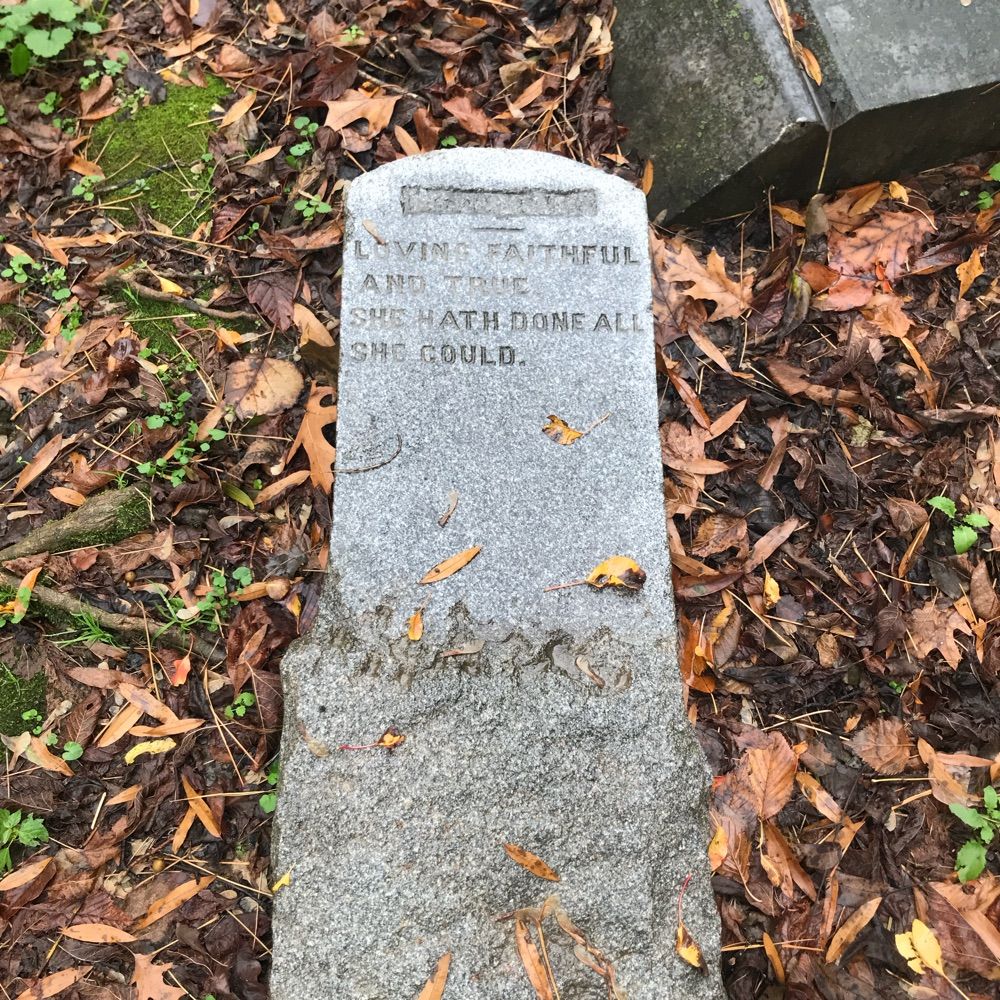 LOVING FAITHFUL
AND TRUE.
SHE HATH DONE ALL
SHE COULD.